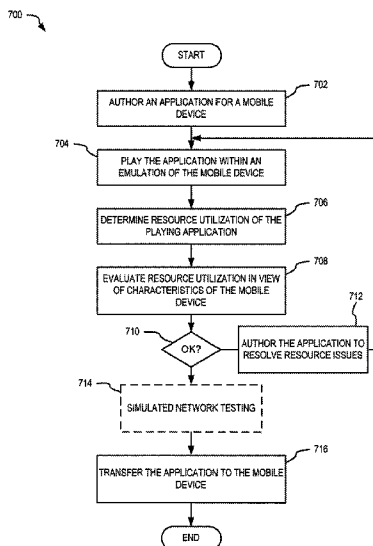 700
START
702
AUTHOR AN APPLICATION FOR A MOBILE
DEVICE
704
PLAY THE APPLICATION WITHIN AN
EMULATION OF THE MOBILE DEVICE
706
DETERMINE RESOURCE UTILIZATION OF THE
PLAYING APPLICATION
708
EVALUATE RESOURCE UTILIZATION IN VIEW
OF CHARACTERISTICS OF THE MOBILE
DEVICE
710
OK?
712
AUTHOR THE APPLICATION TO
RESOLVE RESOURCE ISSUES
714
SIMULATED NETWORK TESTING
716
TRANSFER THE APPLICATION TO THE MOBILE
DEVICE
END